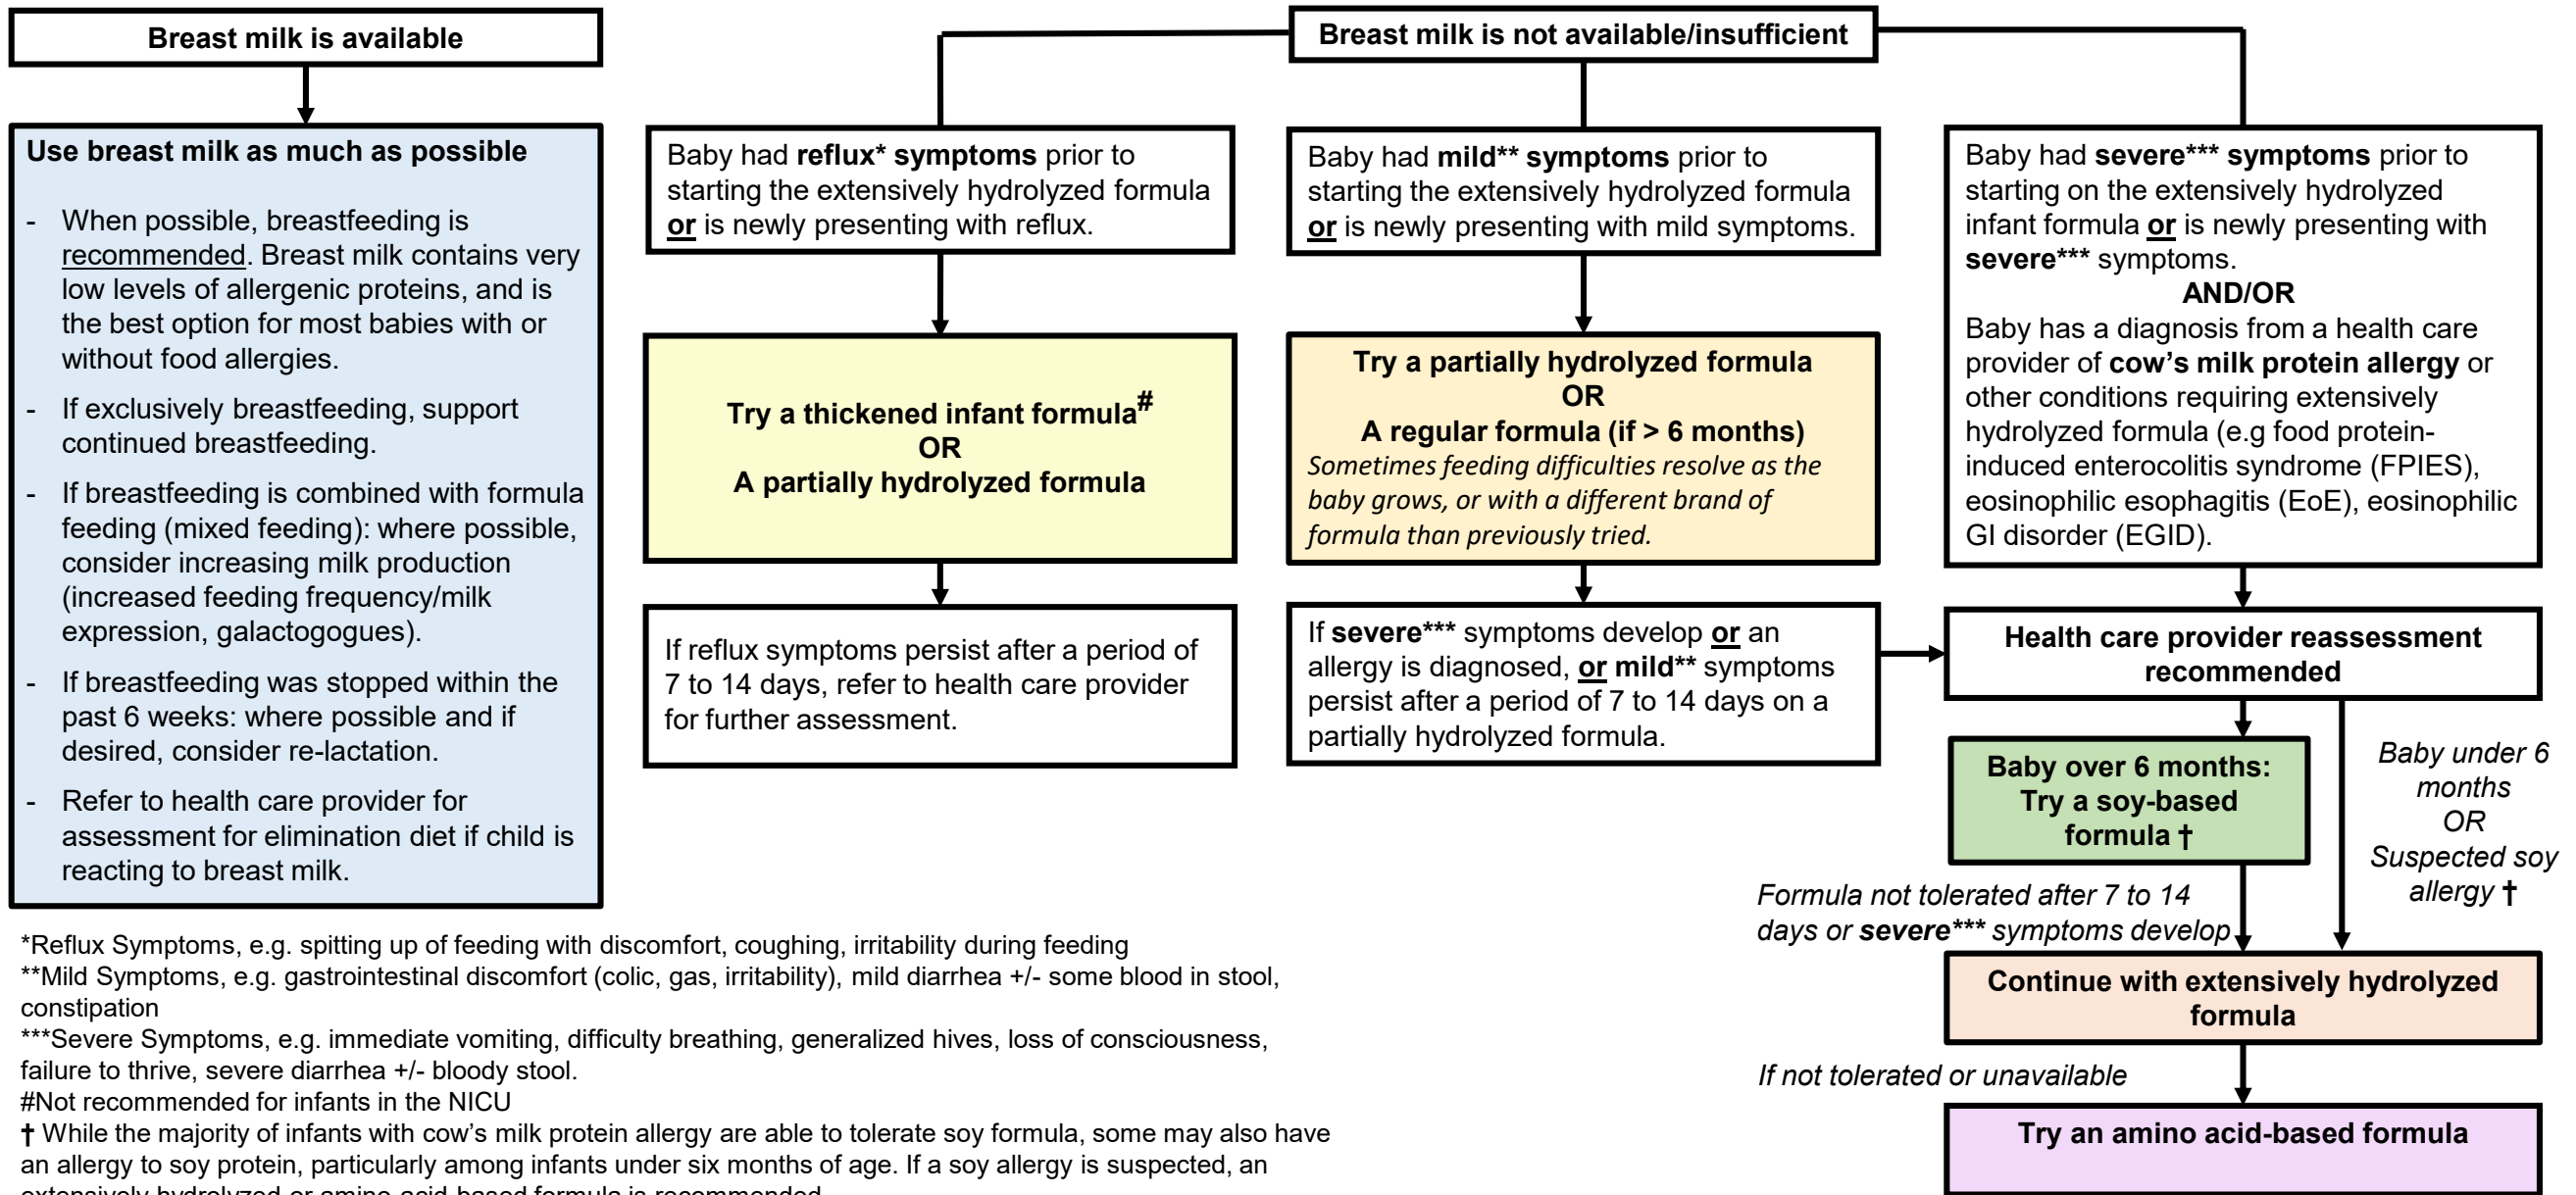 Breast milk is available
Use breast milk as much as possible
- When possible, breastfeeding is
recommended. Breast milk contains very
low levels of allergenic proteins, and is
the best option for most babies with or
without food allergies.
- If exclusively breastfeeding, support
continued breastfeeding.
- If breastfeeding is combined with formula
feeding (mixed feeding): where possible,
consider increasing milk production
(increased feeding frequency/milk
expression, galactogogues).
- If breastfeeding was stopped within the
past 6 weeks: where possible and if
desired, consider re-lactation.
- Refer to health care provider for
assessment for elimination diet if child is
reacting to breast milk.
Breast milk is not available/insufficient
Baby had reflux* symptoms prior to
starting the extensively hydrolyzed formula
or is newly presenting with reflux.
Try a thickened infant formula#
OR
A partially hydrolyzed formula
If reflux symptoms persist after a period of
7 to 14 days, refer to health care provider
for further assessment.
Baby had mild** symptoms prior to
starting the extensively hydrolyzed formula
or is newly presenting with mild symptoms.
Try a partially hydrolyzed formula
OR
A regular formula (if > 6 months)
Sometimes feeding difficulties resolve as the
baby grows, or with a different brand of
formula than previously tried.
If severe*** symptoms develop or an
allergy is diagnosed, or mild** symptoms
persist after a period of 7 to 14 days on a
partially hydrolyzed formula.
Baby had severe*** symptoms prior to
starting on the extensively hydrolyzed
infant formula or is newly presenting with
severe*** symptoms.
AND/OR
Baby has a diagnosis from a health care
provider of cow’s milk protein allergy or
other conditions requiring extensively
hydrolyzed formula (e.g food protein-
induced enterocolitis syndrome (FPIES),
eosinophilic esophagitis (EoE), eosinophilic
GI disorder (EGID).
Health care provider reassessment
recommended
Baby over 6 months:
Try a soy-based
formula †
Baby under 6
months
OR
Suspected soy
allergy †
Formula not tolerated after 7 to 14
days or severe*** symptoms develop
Continue with extensively hydrolyzed
formula
If not tolerated or unavailable
Try an amino acid-based formula
*Reflux Symptoms, e.g. spitting up of feeding with discomfort, coughing, irritability during feeding
**Mild Symptoms, e.g. gastrointestinal discomfort (colic, gas, irritability), mild diarrhea +/- some blood in stool,
constipation
***Severe Symptoms, e.g. immediate vomiting, difficulty breathing, generalized hives, loss of consciousness,
failure to thrive, severe diarrhea +/- bloody stool.
#Not recommended for infants in the NICU
† While the majority of infants with cow’s milk protein allergy are able to tolerate soy formula, some may also have
an allergy to soy protein, particularly among infants under six months of age. If a soy allergy is suspected, an
extensively hydrolyzed or amino acid-based formula is recommended